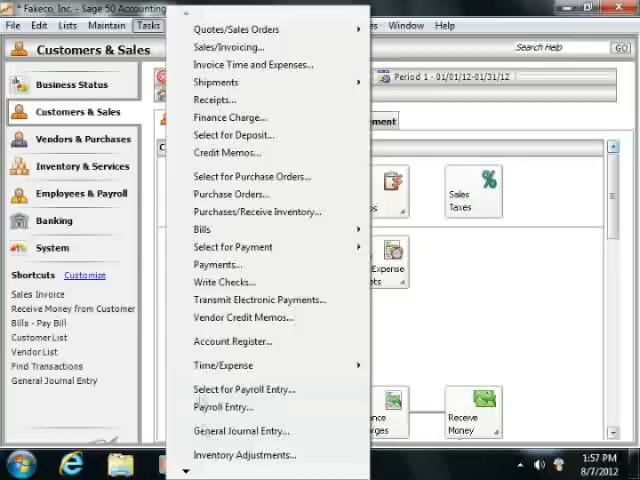 * Fakeco, Inc. - Sage 50 Accounting
File Edit Lists Maintain Tasks
Window Help
Customers & Sales
Search Help GO
Business Status
Customers & Sales
Vendors & Purchases
Inventory & Services
Employees & Payroll
Banking
System
Shortcuts Customize
Sales Invoice
Receive Money from Customer
Bills - Pay Bill
Customer List
Vendor List
Find Transactions
General Journal Entry
Quotes/Sales Orders
Sales/Invoicing...
Invoice Time and Expenses...
Shipments
Receipts...
Finance Charge...
Select for Deposit...
Credit Memos...
Select for Purchase Orders...
Purchase Orders...
Purchases/Receive Inventory...
Bills
Select for Payment
Payments...
Write Checks...
Transmit Electronic Payments...
Vendor Credit Memos...
Account Register...
Time/Expense
Select for Payroll Entry...
Payroll Entry...
General Journal Entry...
Inventory Adjustments...
Period 1 - 01/01/12-01/31/12
Sales
Taxes
Expense
Receive
Money
1:57 PM
8/7/2012